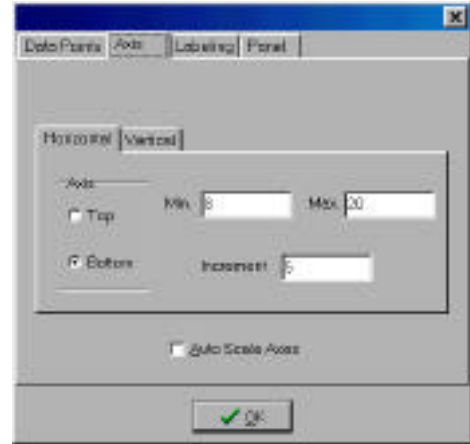 Data Points Axis Labeling Panel
Horizontal Vertical
Axis
Top
Min. 8 Max. 20
Bottom
Increment 5
Auto Scale Axes
OK